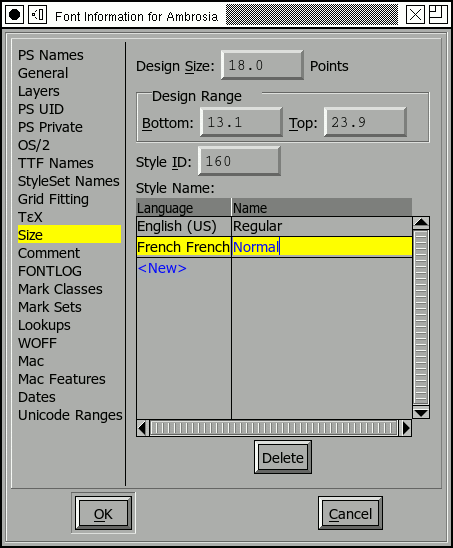 Font Information for Ambrosia
PS Names
General
Layers
PS UID
PS Private
OS/2
TTF Names
StyleSet Names
Grid Fitting
TεX
Size
Comment
FONTLOG
Mark Classes
Mark Sets
Lookups
WOFF
Mac
Mac Features
Dates
Unicode Ranges
Design Size: 18.0 Points
Design Range
Bottom: 13.1 Top: 23.9
Style ID: 160
Style Name:
Language Name
English (US) Regular
French French Normal
<New>
Delete
OK Cancel